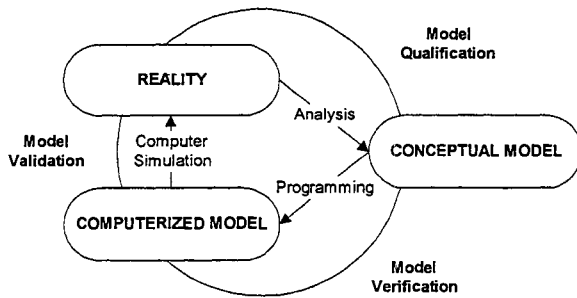 Model
Qualification
REALITY
Analysis
Model
Validation
Computer
Simulation
CONCEPTUAL MODEL
Programming
COMPUTERIZED MODEL
Model
Verification